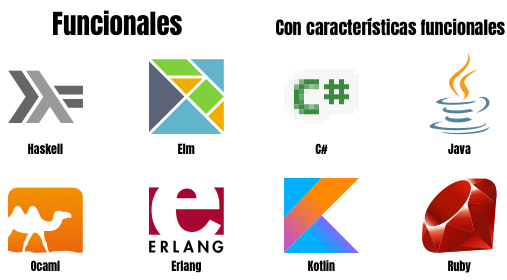 Funcionales
Con características funcionales
Haskell
Elm
C#
C#
Java
Ocaml
e
ERLANG
Erlang
Kotlin
Ruby